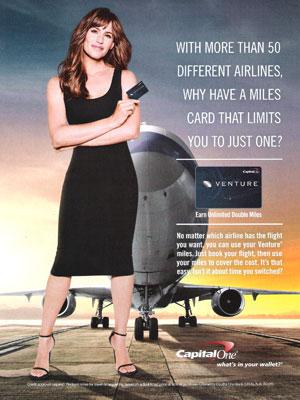 WITH MORE THAN 50
DIFFERENT AIRLINES,
WHY HAVE A MILES
CARD THAT LIMITS
YOU TO JUST ONE?
Capital One
VENTURE
Earn Unlimited Double Miles
No matter which airline has the flight
you want, you can use your Venture®
miles. Just book your flight, then use
your miles to cover the cost. It's that
easy. Isn't it about time you switched?
Capital One®
what's in your wallet?®
Credit approval required.